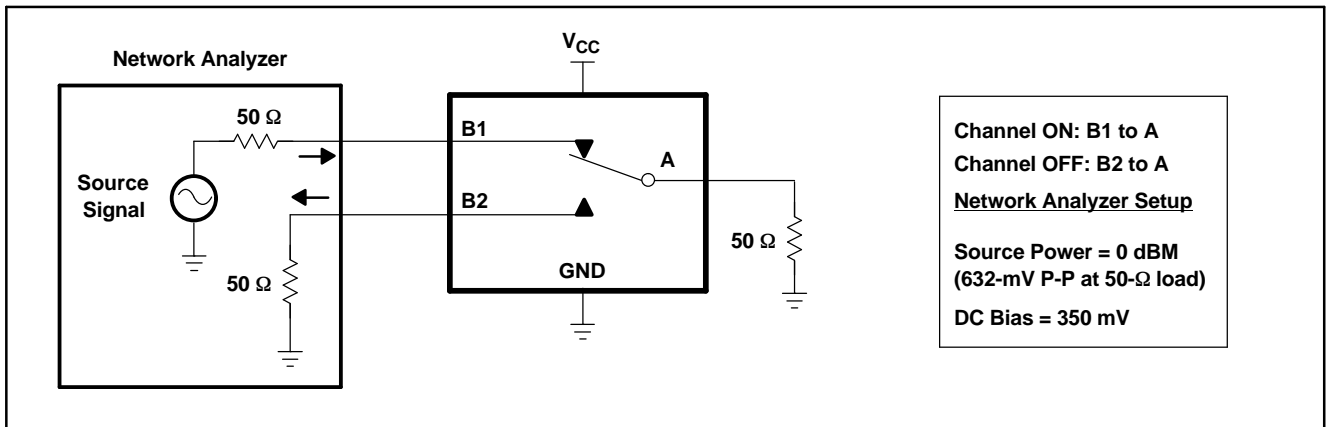 Network Analyzer
VCC
50 Ω
B1
A
Source
Signal
B2
50 Ω
50 Ω
GND
Channel ON: B1 to A
Channel OFF: B2 to A
Network Analyzer Setup
Source Power = 0 dBM
(632-mV P-P at 50-Ω load)
DC Bias = 350 mV